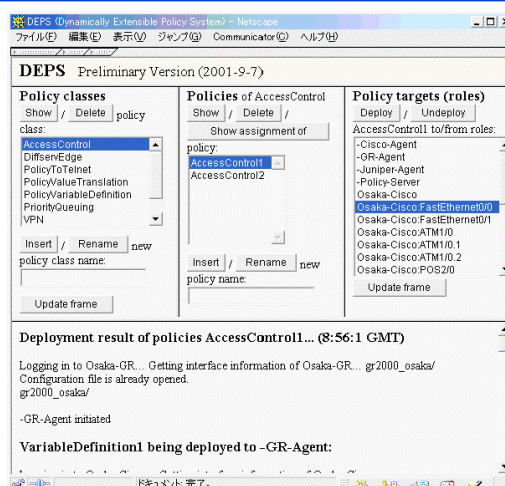 DEPS (Dynamically Extensible Policy System) - Netscape
ファイル(F) 編集(E) 表示(V) ジャンプ(G) Communicator(C) ヘルプ(H)
DEPS Preliminary Version (2001-9-7)
Policy classes
Show / Delete policy
class:
AccessControl
DiffservEdge
PolicyToTelnet
PolicyValueTranslation
PolicyVariableDefinition
PriorityQueuing
VPN
Insert / Rename new
policy class name:
Update frame
Policies of AccessControl
Show / Delete /
Show assignment of
policy:
AccessControl1
AccessControl2
Insert / Rename new
policy name:
Policy targets (roles)
Deploy / Undeploy
AccessControl1 to/from roles:
-Cisco-Agent
-GR-Agent
-Juniper-Agent
-Policy-Server
Osaka-Cisco
Osaka-Cisco:FastEthernet0/0
Osaka-Cisco:FastEthernet0/1
Osaka-Cisco:ATM1/0
Osaka-Cisco:ATM1/0.1
Osaka-Cisco:ATM1/0.2
Osaka-Cisco:POS2/0
Update frame
Deployment result of policies AccessControl1... (8:56:1 GMT)
Logging in to Osaka-GR... Getting interface information of Osaka-GR... gr2000_osaka/
Configuration file is already opened.
gr2000_osaka/
-GR-Agent initiated
VariableDefinition1 being deployed to -GR-Agent:
ドキュメント:完了。